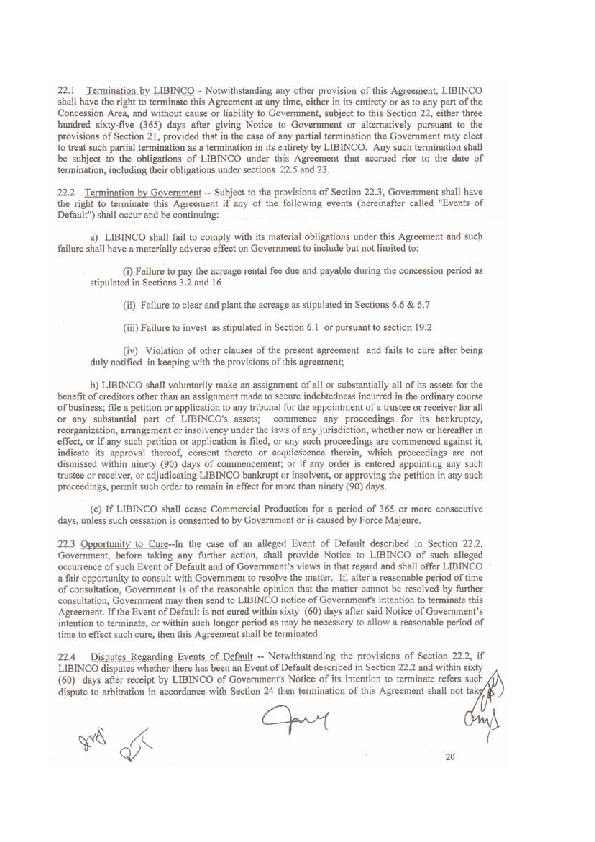 22.1 Termination by LIBINCO - Notwithstanding any other provision of this Agreement, LIBINCO
shall have the right to terminate this Agreement at any time, either in its entirety or as to any part of the
Concession Area, and without cause or liability to Government, subject to this Section 22, either three
hundred sixty-five (365) days after giving Notice to Government or alternatively pursuant to the
provisions of Section 21, provided that in the case of any partial termination the Government may elect
to treat such partial termination as a termination in its entirety by LIBINCO. Any such termination shall
be subject to the obligations of LIBINCO under this Agreement that accrued rior to the date of
termination, including their obligations under sections 22.5 and 23.
22.2 Termination by Government -- Subject to the provisions of Section 22.3, Government shall have
the right to terminate this Agreement if any of the following events (hereinafter called "Events of
Default") shall occur and be continuing:
a) LIBINCO shall fail to comply with its material obligations under this Agreement and such
failure shall have a materially adverse effect on Government to include but not limited to:
(i) Failure to pay the acreage rental fee due and payable during the concession period as
stipulated in Sections 3.2 and 16
(ii) Failure to clear and plant the acreage as stipulated in Sections 6.6 & 6.7
(iii) Failure to invest as stipulated in Section 6.1 or pursuant to section 19.2
(iv) Violation of other clauses of the present agreement and fails to cure after being
duly notified in keeping with the provisions of this agreement;
b) LIBINCO shall voluntarily make an assignment of all or substantially all of its assets for the
benefit of creditors other than an assignment made to secure indebtedness incurred in the ordinary course
of business; file a petition or application to any tribunal for the appointment of a trustee or receiver for all
or any substantial part of LIBINCO's assets; commence any proceedings for its bankruptcy,
reorganization, arrangement or insolvency under the laws of any jurisdiction, whether now or hereafter in
effect, or if any such petition or application is filed, or any such proceedings are commenced against it,
indicate its approval thereof, consent thereto or acquiescence therein, which proceedings are not
dismissed within ninety (90) days of commencement; or if any order is entered appointing any such
trustee or receiver, or adjudicating LIBINCO bankrupt or insolvent, or approving the petition in any such
proceedings, permit such order to remain in effect for more than ninety (90) days.
(c) If LIBINCO shall cease Commercial Production for a period of 365 or more consecutive
days, unless such cessation is consented to by Government or is caused by Force Majeure.
22.3 Opportunity to Cure--In the case of an alleged Event of Default described in Section 22.2,
Government, before taking any further action, shall provide Notice to LIBINCO of such alleged
occurrence of such Event of Default and of Government's views in that regard and shall offer LIBINCO
a fair opportunity to consult with Government to resolve the matter. If, after a reasonable period of time
of consultation, Government is of the reasonable opinion that the matter cannot be resolved by further
consultation, Government may then send to LIBINCO notice of Government's intention to terminate this
Agreement. If the Event of Default is not cured within sixty (60) days after said Notice of Government's
intention to terminate, or within such longer period as may be necessary to allow a reasonable period of
time to effect such cure, then this Agreement shall be terminated.
22.4 Disputes Regarding Events of Default -- Notwithstanding the provisions of Section 22.2, if
LIBINCO disputes whether there has been an Event of Default described in Section 22.2 and within sixty
(60) days after receipt by LIBINCO of Government's Notice of its intention to terminate refers such
dispute to arbitration in accordance with Section 24 then termination of this Agreement shall not take
20